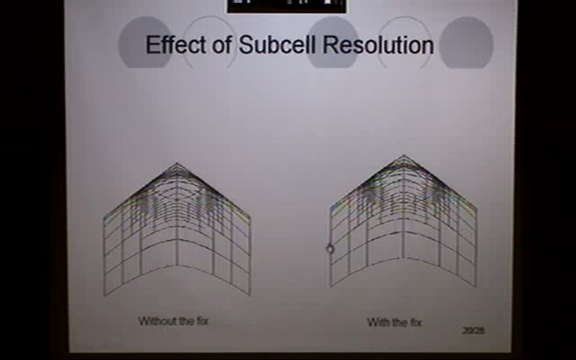 Effect of Subcell Resolution
Without the fix
With the fix
20/28